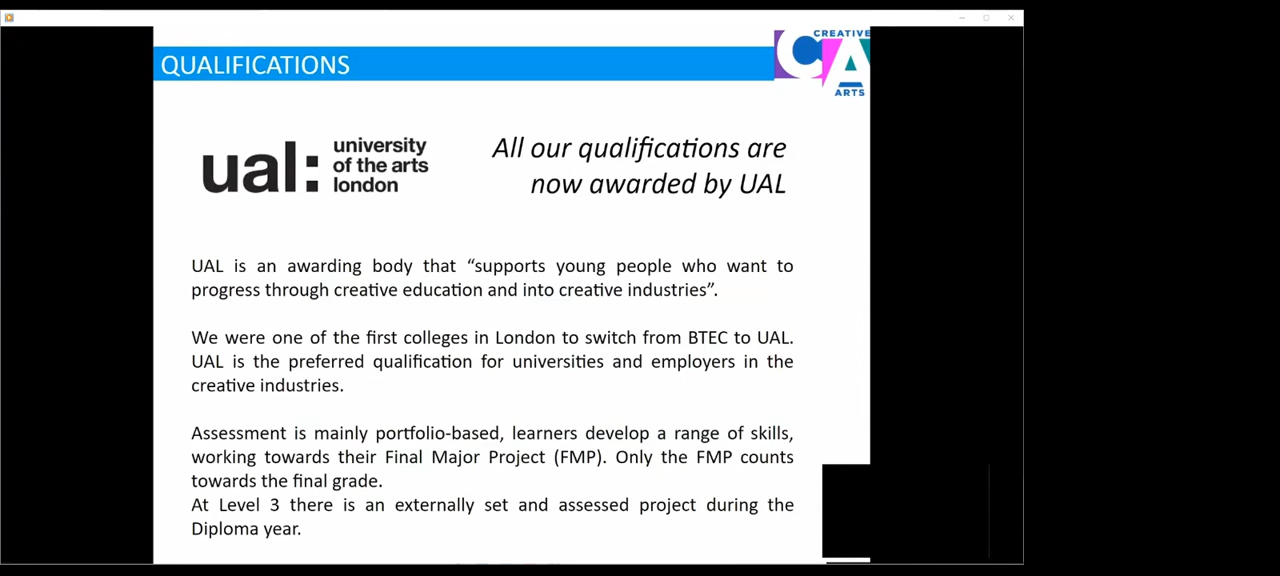 CREATIVE
CA
ARTS
QUALIFICATIONS
ual:
university
of the arts
london
All our qualifications are
now awarded by UAL
UAL is an awarding body that “supports young people who want to
progress through creative education and into creative industries”.
We were one of the first colleges in London to switch from BTEC to UAL.
UAL is the preferred qualification for universities and employers in the
creative industries.
Assessment is mainly portfolio-based, learners develop a range of skills,
working towards their Final Major Project (FMP). Only the FMP counts
towards the final grade.
At Level 3 there is an externally set and assessed project during the
Diploma year.